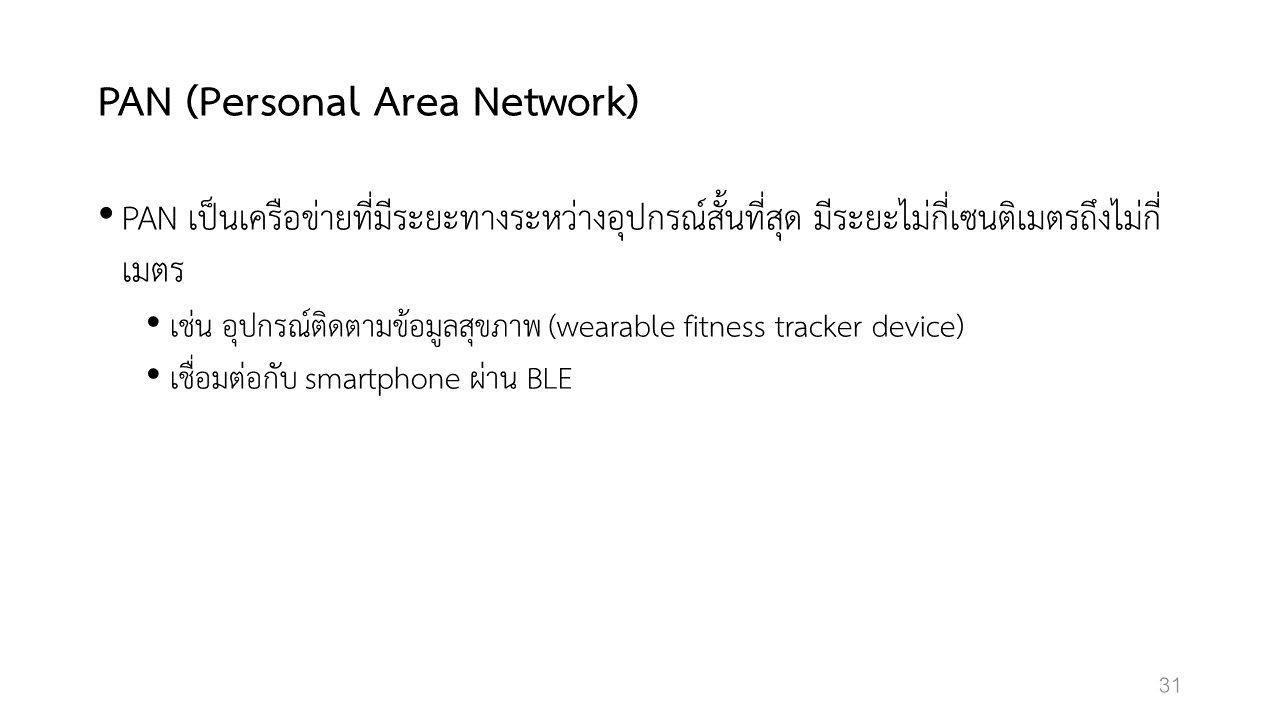 PAN (Personal Area Network)
• PAN เป็นเครือข่ายที่มีระยะทางระหว่างอุปกรณ์สั้นที่สุด มีระยะไม่กี่เซนติเมตรถึงไม่กี่
เมตร
• เช่น อุปกรณ์ติดตามข้อมูลสุขภาพ (wearable fitness tracker device)
• เชื่อมต่อกับ smartphone ผ่าน BLE
31